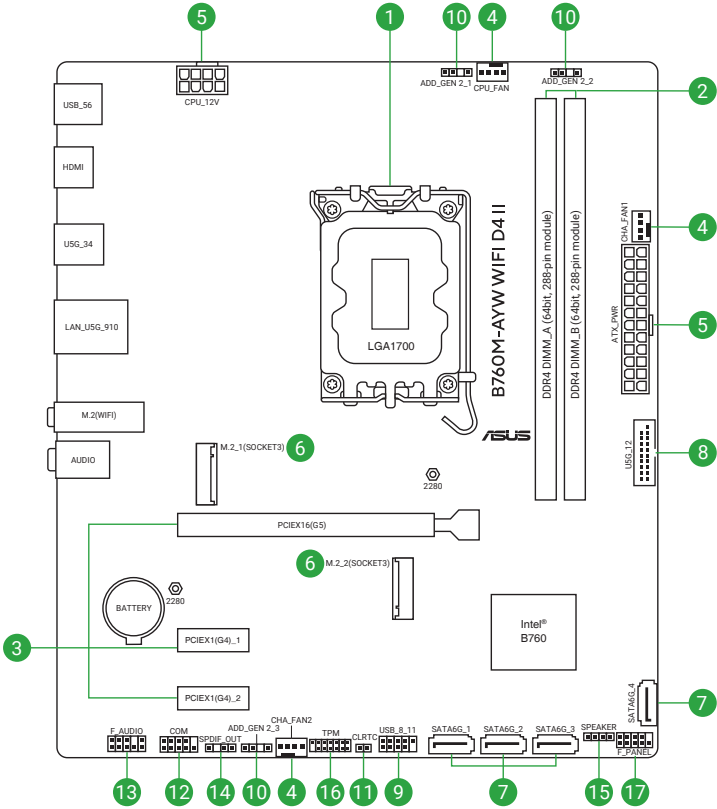 5
1
10
4
10
USB_56
CPU_12V
ADD_GEN 2_1
CPU_FAN
ADD_GEN 2_2
2
HDMI
U5G_34
CHA_FAN1
4
LAN_U5G_910
LGA1700
B760M-AYW WIFI D4 II
DDR4 DIMM_A (64bit, 288-pin module)
DDR4 DIMM_B (64bit, 288-pin module)
ATX_PWR
5
M.2(WIFI)
AUDIO
M.2_1(SOCKET3)
6
ASUS
2280
U5G_12
8
PCIEX16(G5)
6
M.2_2(SOCKET3)
BATTERY
2280
Intel®
B760
3
PCIEX1(G4)_1
PCIEX1(G4)_2
SATA6G_4
7
F_AUDIO
COM
SPDIF_OUT
ADD_GEN 2_3
CHA_FAN2
TPM
CLRTC
USB_8_11
SATA6G_1
SATA6G_2
SATA6G_3
SPEAKER
F_PANEL
13
12
14
10
4
16
11
9
7
15
17